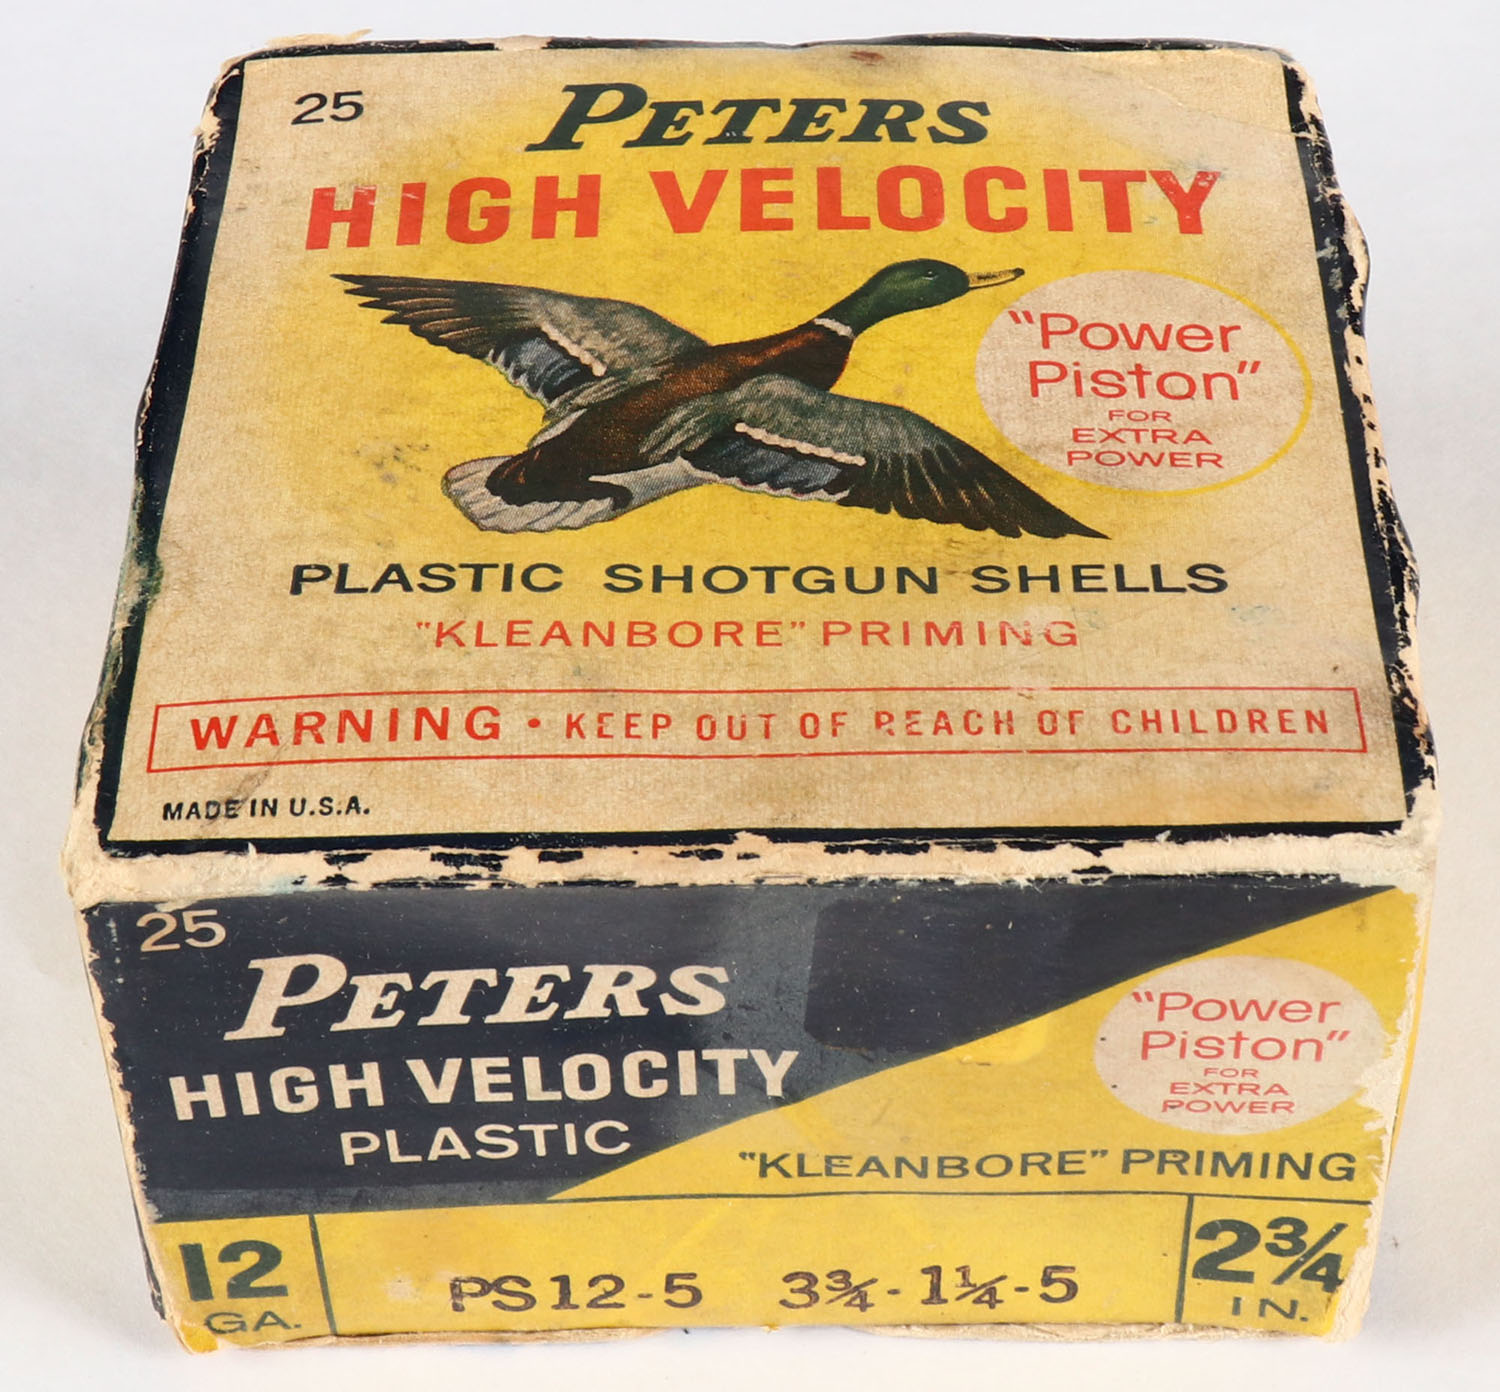 25
PETERS
HIGH VELOCITY
"Power
Piston"
FOR
EXTRA
POWER
PLASTIC SHOTGUN SHELLS
"KLEANBORE" PRIMING
WARNING • KEEP OUT OF REACH OF CHILDREN
MADE IN U.S.A.
25
PETERS
HIGH VELOCITY
PLASTIC
"Power
Piston"
FOR
EXTRA
POWER
"KLEANBORE" PRIMING
12
GA.
PS12-5 3¾-1¼-5
2¾
IN.